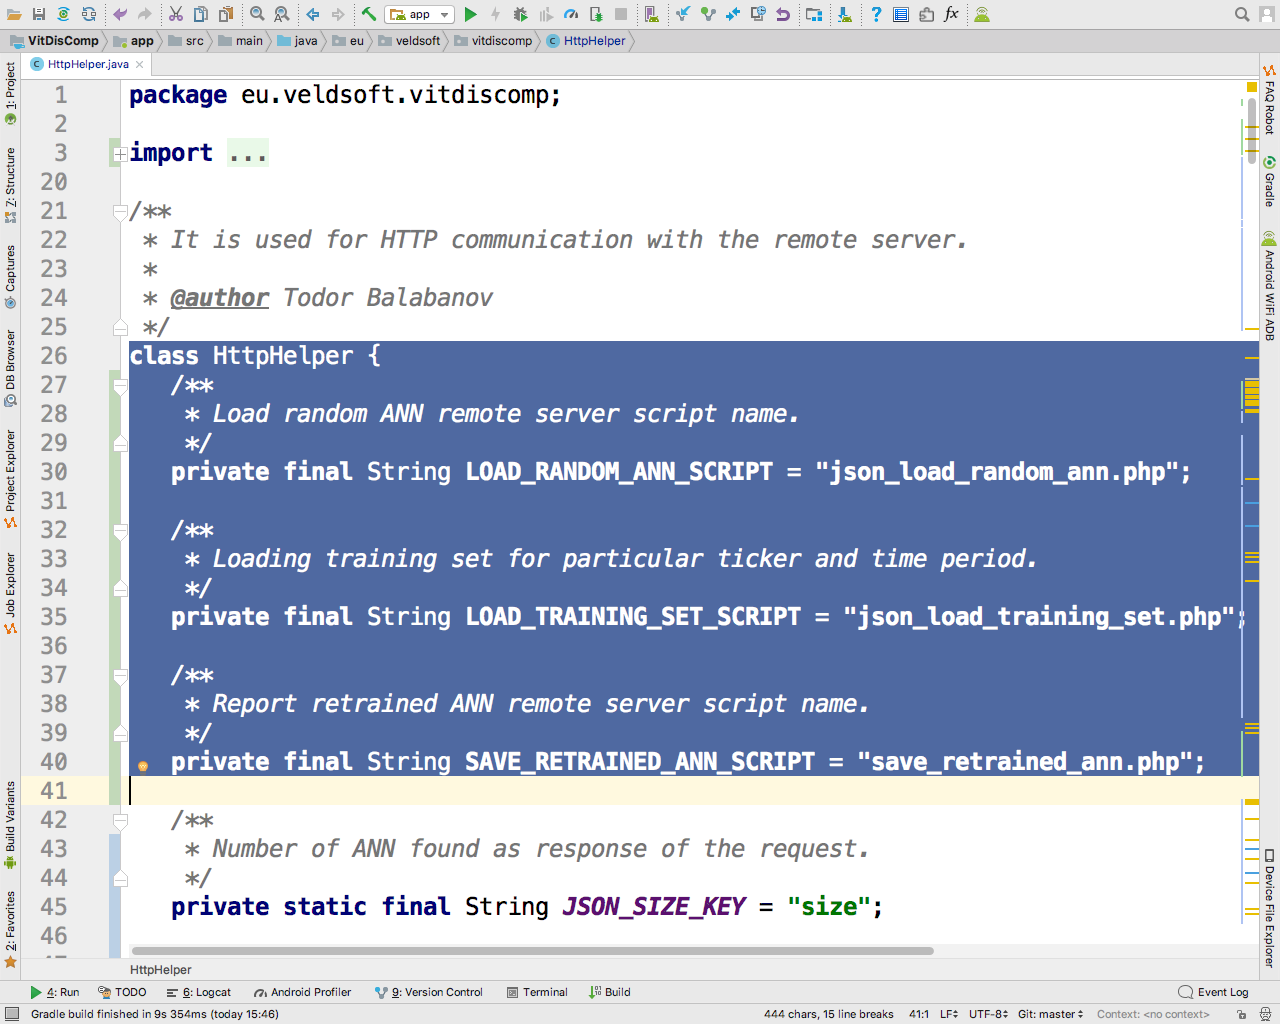 app
fx
VitDisComp app src main java eu veldsoft vitdiscomp HttpHelper
HttpHelper.java
1 package eu.veldsoft.vitdiscomp;
2
3 import ...
20
21 /**
22 * It is used for HTTP communication with the remote server.
23 *
24 * @author Todor Balabanov
25 */
26 class HttpHelper {
27 /**
28 * Load random ANN remote server script name.
29 */
30 private final String LOAD_RANDOM_ANN_SCRIPT = "json_load_random_ann.php";
31
32 /**
33 * Loading training set for particular ticker and time period.
34 */
35 private final String LOAD_TRAINING_SET_SCRIPT = "json_load_training_set.php";
36
37 /**
38 * Report retrained ANN remote server script name.
39 */
40 private final String SAVE_RETRAINED_ANN_SCRIPT = "save_retrained_ann.php";
41
42 /**
43 * Number of ANN found as response of the request.
44 */
45 private static final String JSON_SIZE_KEY = "size";
46
1: Project
7: Structure
Captures
DB Browser
Project Explorer
Job Explorer
Build Variants
2: Favorites
FAQ Robot
Gradle
Android WiFi ADB
Device File Explorer
HttpHelper
4: Run TODO 6: Logcat Android Profiler 9: Version Control Terminal Build Event Log
Gradle build finished in 9s 354ms (today 15:46) 444 chars, 15 line breaks 41:1 LF UTF-8 Git: master Context: <no context>